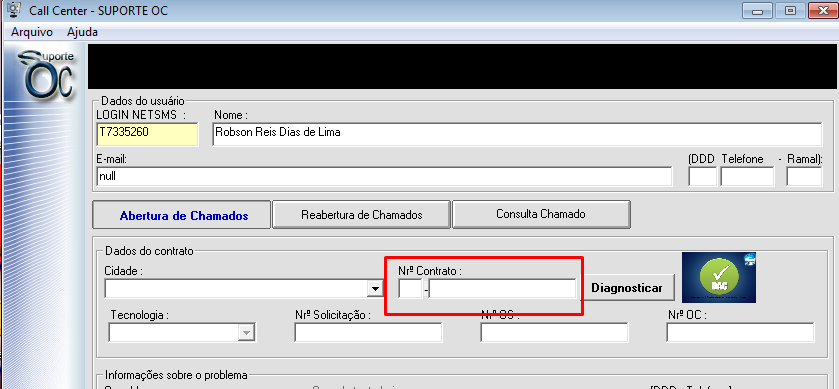 Call Center - SUPORTE OC
Arquivo Ajuda
Suporte
OC
Dados do usuário
LOGIN NETSMS : Nome :
T7335260 Robson Reis Dias de Lima
E-mail: (DDD Telefone - Ramal):
null
Abertura de Chamados Reabertura de Chamados Consulta Chamado
Dados do contrato
Cidade : Nrº Contrato :
- Diagnosticar
DAG
Tecnologia : Nrº Solicitação : Nrº OS : Nrº OC :
Informações sobre o problema